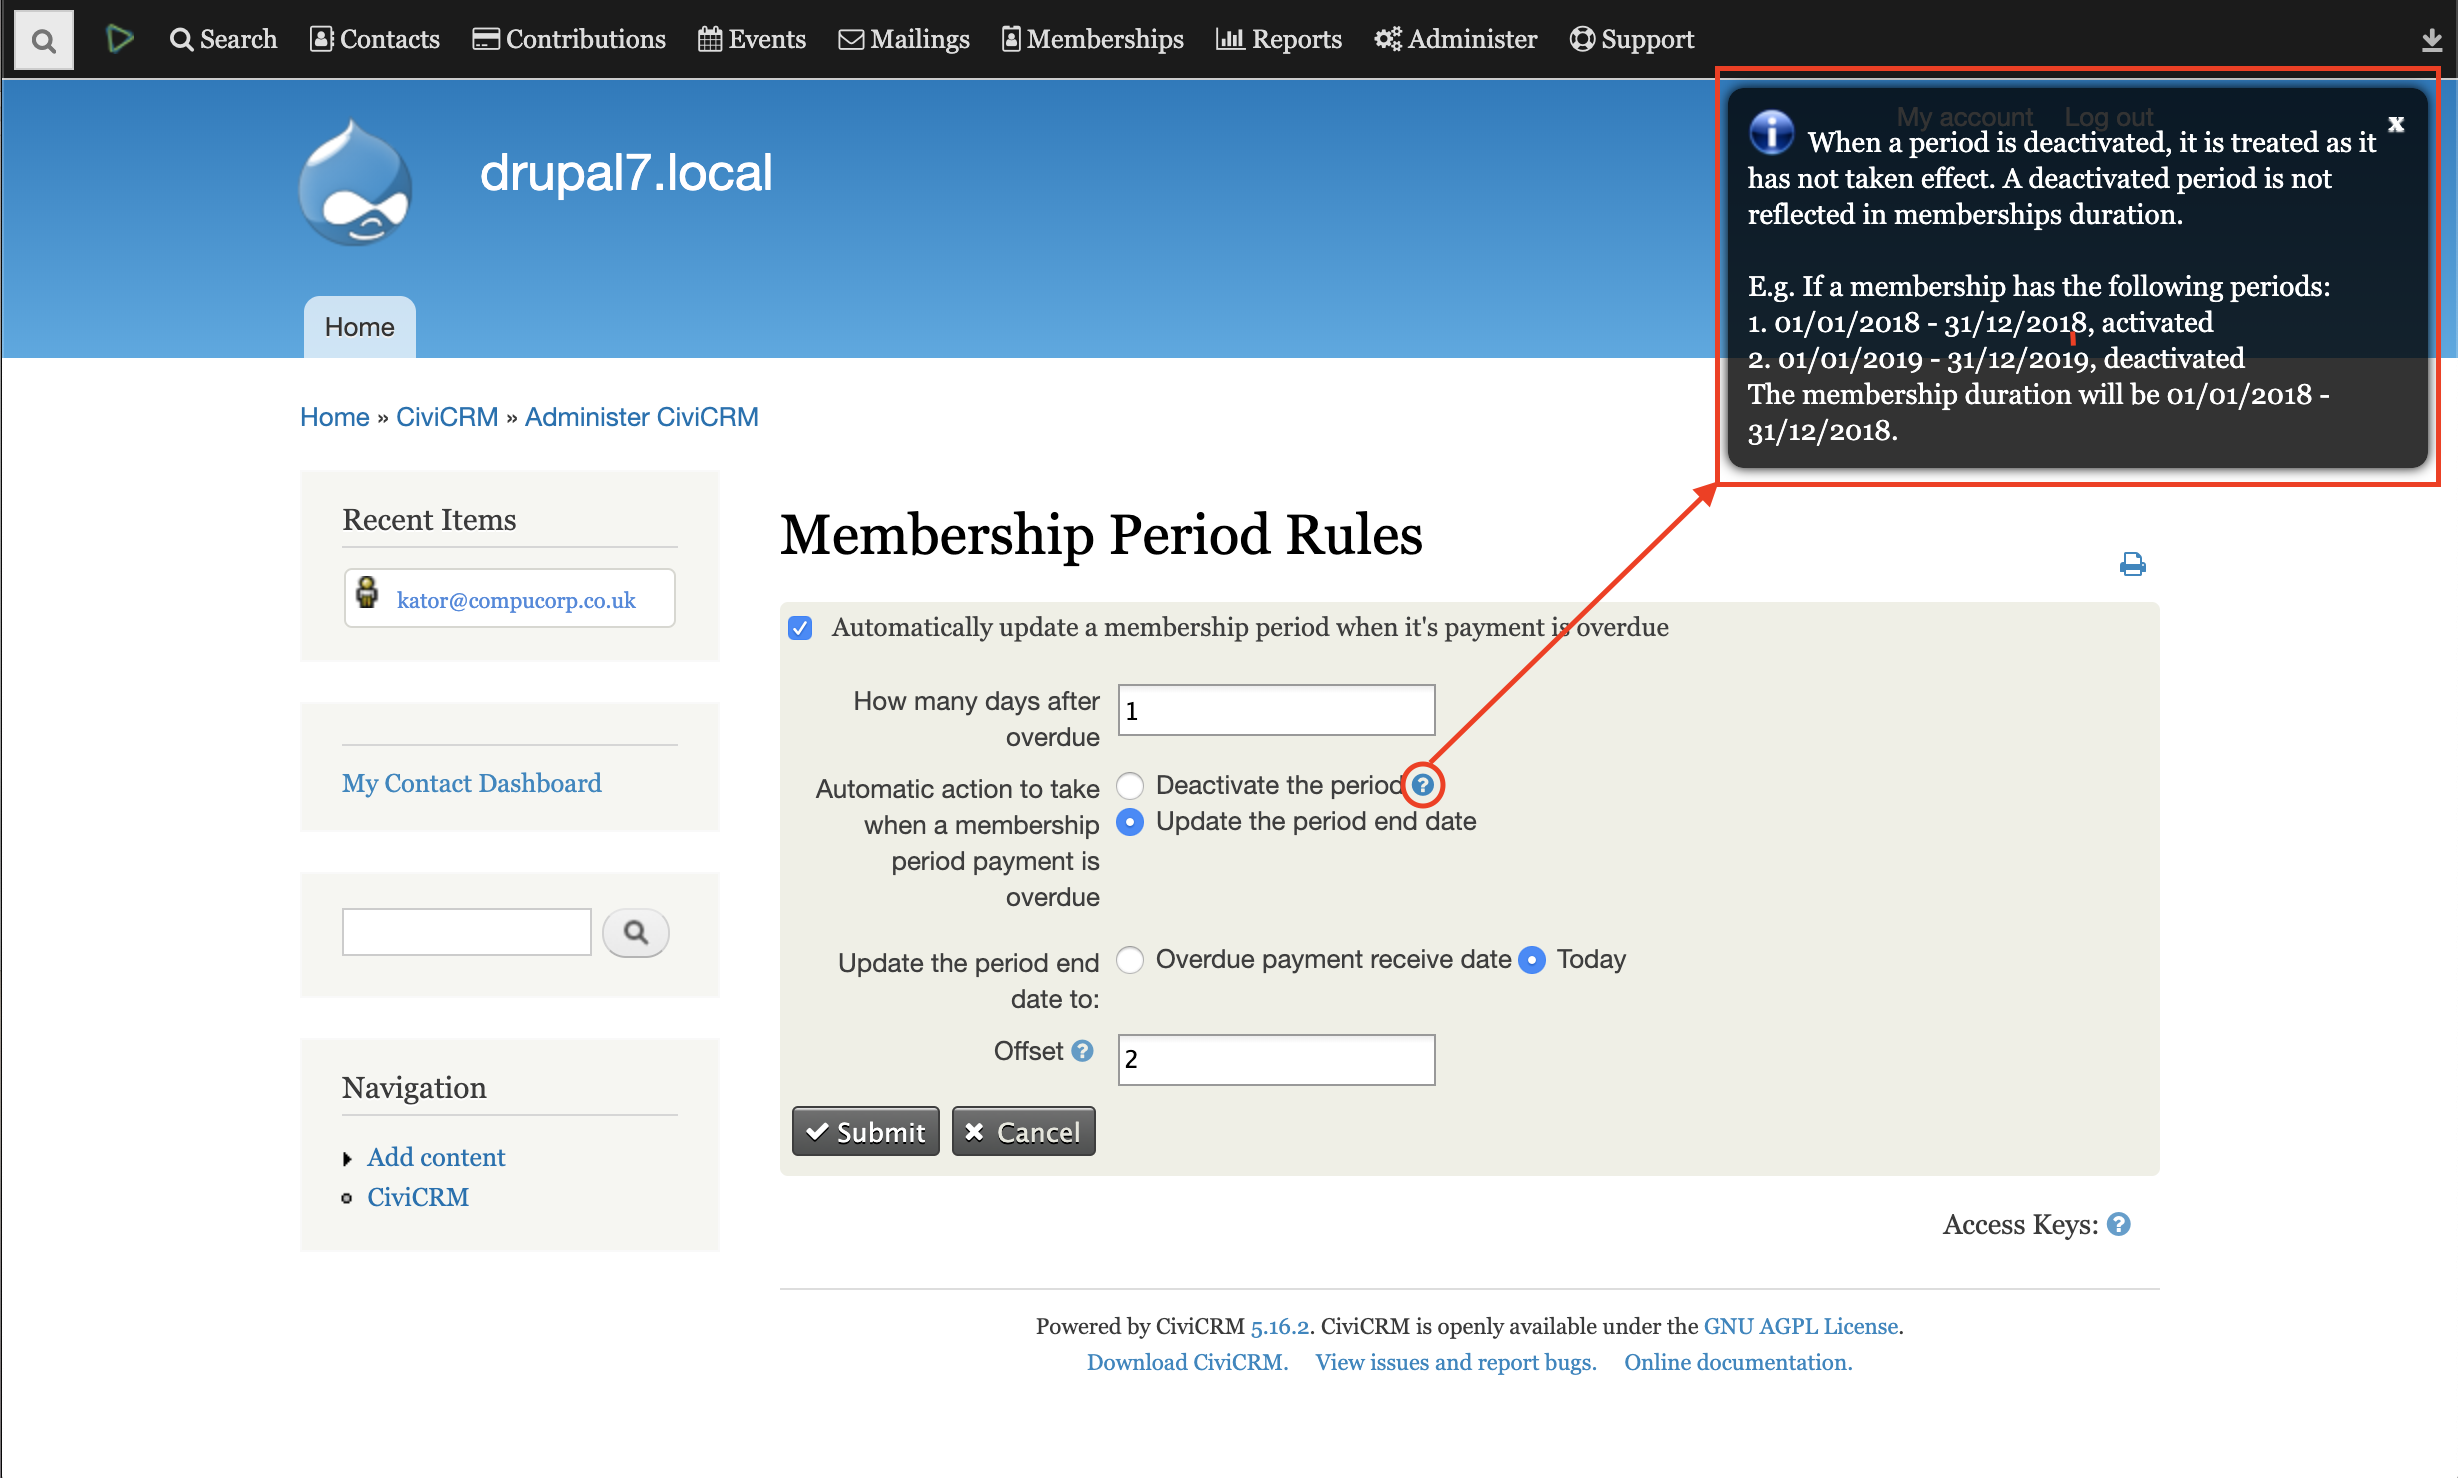 Search Contacts Contributions Events Mailings Memberships Reports Administer Support
My account Log out
drupal7.local
Home
When a period is deactivated, it is treated as it
has not taken effect. A deactivated period is not
reflected in memberships duration.
E.g. If a membership has the following periods:
1. 01/01/2018 - 31/12/2018, activated
2. 01/01/2019 - 31/12/2019, deactivated
The membership duration will be 01/01/2018 -
31/12/2018.
Home » CiviCRM » Administer CiviCRM
Recent Items
kator@compucorp.co.uk
My Contact Dashboard
Navigation
Add content
CiviCRM
Membership Period Rules
Automatically update a membership period when it's payment is overdue
How many days after
overdue
1
Automatic action to take
when a membership
period payment is
overdue
Deactivate the period
Update the period end date
Update the period end
date to:
Overdue payment receive date Today
Offset
2
Submit Cancel
Access Keys:
Powered by CiviCRM 5.16.2. CiviCRM is openly available under the GNU AGPL License.
Download CiviCRM. View issues and report bugs. Online documentation.